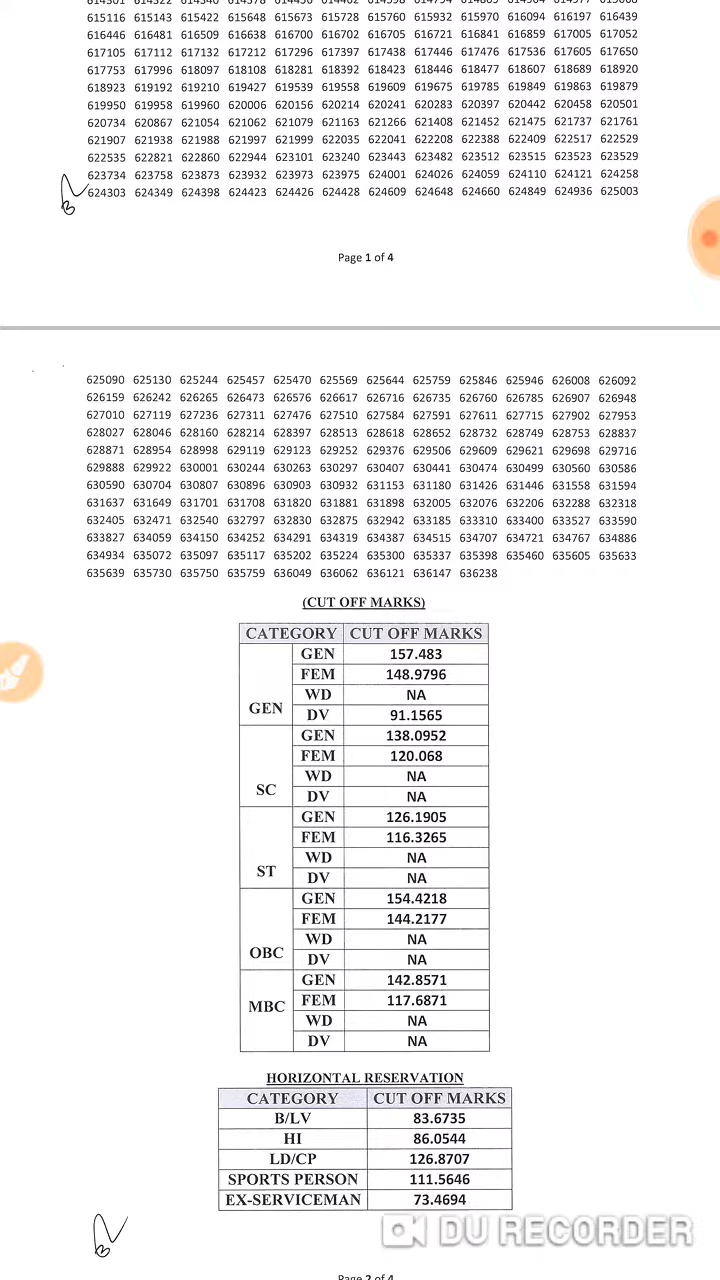 615116 615143 615422 615648 615673 615728 615760 615932 615970 616094 616197 616439
616446 616481 616509 616638 616700 616702 616705 616721 616841 616859 617005 617052
617105 617112 617132 617212 617296 617397 617438 617446 617476 617536 617605 617650
617753 617996 618097 618108 618281 618392 618423 618446 618477 618607 618689 618920
618923 619192 619210 619427 619539 619558 619609 619675 619785 619849 619863 619879
619950 619958 619960 620006 620156 620214 620241 620283 620397 620442 620458 620501
620734 620867 621054 621062 621079 621163 621266 621408 621452 621475 621737 621761
621907 621938 621988 621997 621999 622035 622041 622208 622388 622409 622517 622529
622535 622821 622860 622944 623101 623240 623443 623482 623512 623515 623523 623529
623734 623758 623873 623932 623973 623975 624001 624026 624059 624110 624121 624258
624303 624349 624398 624423 624426 624428 624609 624648 624660 624849 624936 625003
Page 1 of 4
625090 625130 625244 625457 625470 625569 625644 625759 625846 625946 626008 626092
626159 626242 626265 626473 626576 626617 626716 626735 626760 626785 626907 626948
627010 627119 627236 627311 627476 627510 627584 627591 627611 627715 627902 627953
628027 628046 628160 628214 628397 628513 628618 628652 628732 628749 628753 628837
628871 628954 628998 629119 629123 629252 629376 629506 629609 629621 629698 629716
629888 629922 630001 630244 630263 630297 630407 630441 630474 630499 630560 630586
630590 630704 630807 630896 630903 630932 631153 631180 631426 631446 631558 631594
631637 631649 631701 631708 631820 631881 631898 632005 632076 632206 632288 632318
632405 632471 632540 632797 632830 632875 632942 633185 633310 633400 633527 633590
633827 634059 634150 634252 634291 634319 634387 634515 634707 634721 634767 634886
634934 635072 635097 635117 635202 635224 635300 635337 635398 635460 635605 635633
635639 635730 635750 635759 636049 636062 636121 636147 636238
(CUT OFF MARKS)
CATEGORY CUT OFF MARKS
GEN 157.483
FEM 148.9796
WD NA
GEN DV 91.1565
GEN 138.0952
FEM 120.068
WD NA
SC DV NA
GEN 126.1905
FEM 116.3265
WD NA
ST DV NA
GEN 154.4218
FEM 144.2177
WD NA
OBC DV NA
GEN 142.8571
MBC FEM 117.6871
WD NA
DV NA
HORIZONTAL RESERVATION
CATEGORY CUT OFF MARKS
B/LV 83.6735
HI 86.0544
LD/CP 126.8707
SPORTS PERSON 111.5646
EX-SERVICEMAN 73.4694
DU RECORDER
Page 2 of 4